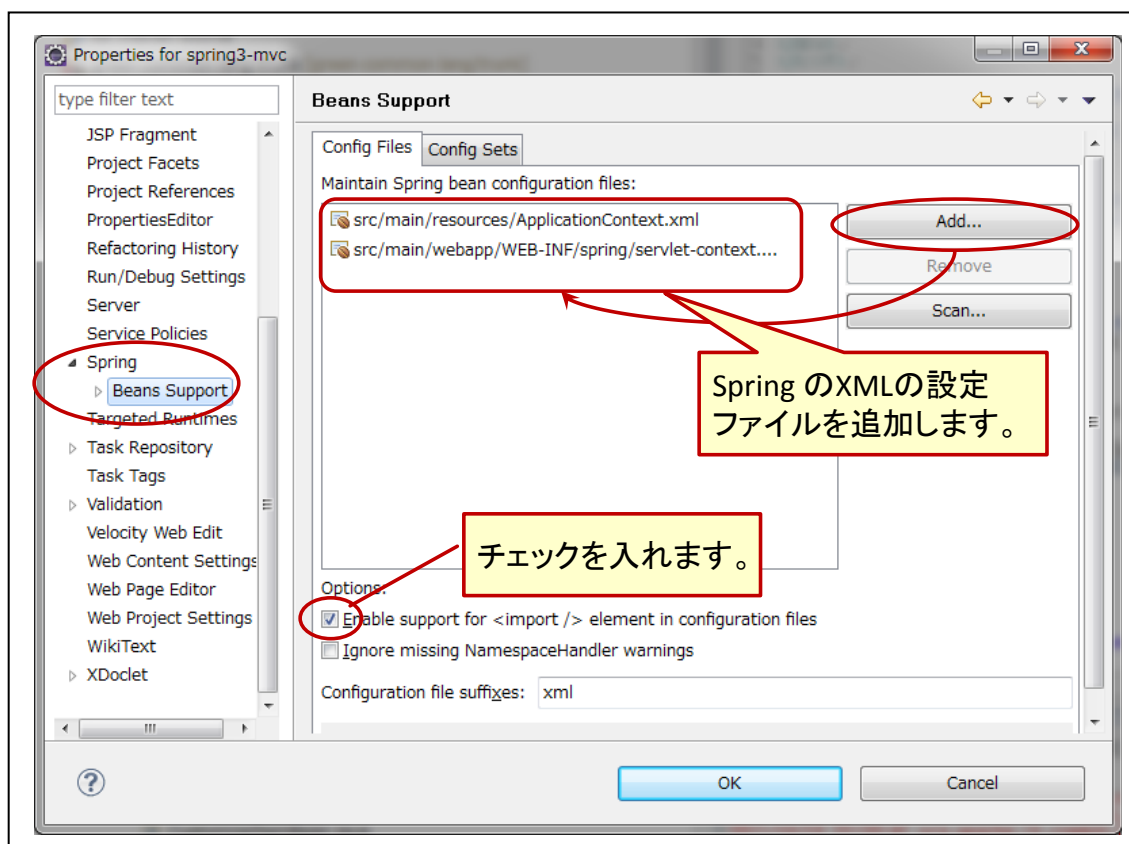 Properties for spring3-mvc
type filter text
Beans Support
JSP Fragment
Project Facets
Project References
PropertiesEditor
Refactoring History
Run/Debug Settings
Server
Service Policies
Spring
Beans Support
Targeted Runtimes
Task Repository
Task Tags
Validation
Velocity Web Edit
Web Content Settings
Web Page Editor
Web Project Settings
WikiText
XDoclet
Config Files
Config Sets
Maintain Spring bean configuration files:
src/main/resources/ApplicationContext.xml
src/main/webapp/WEB-INF/spring/servlet-context....
Add...
Remove
Scan...
Spring のXMLの設定
ファイルを追加します。
チェックを入れます。
Options:
Enable support for <import /> element in configuration files
Ignore missing NamespaceHandler warnings
Configuration file suffixes: xml
OK
Cancel